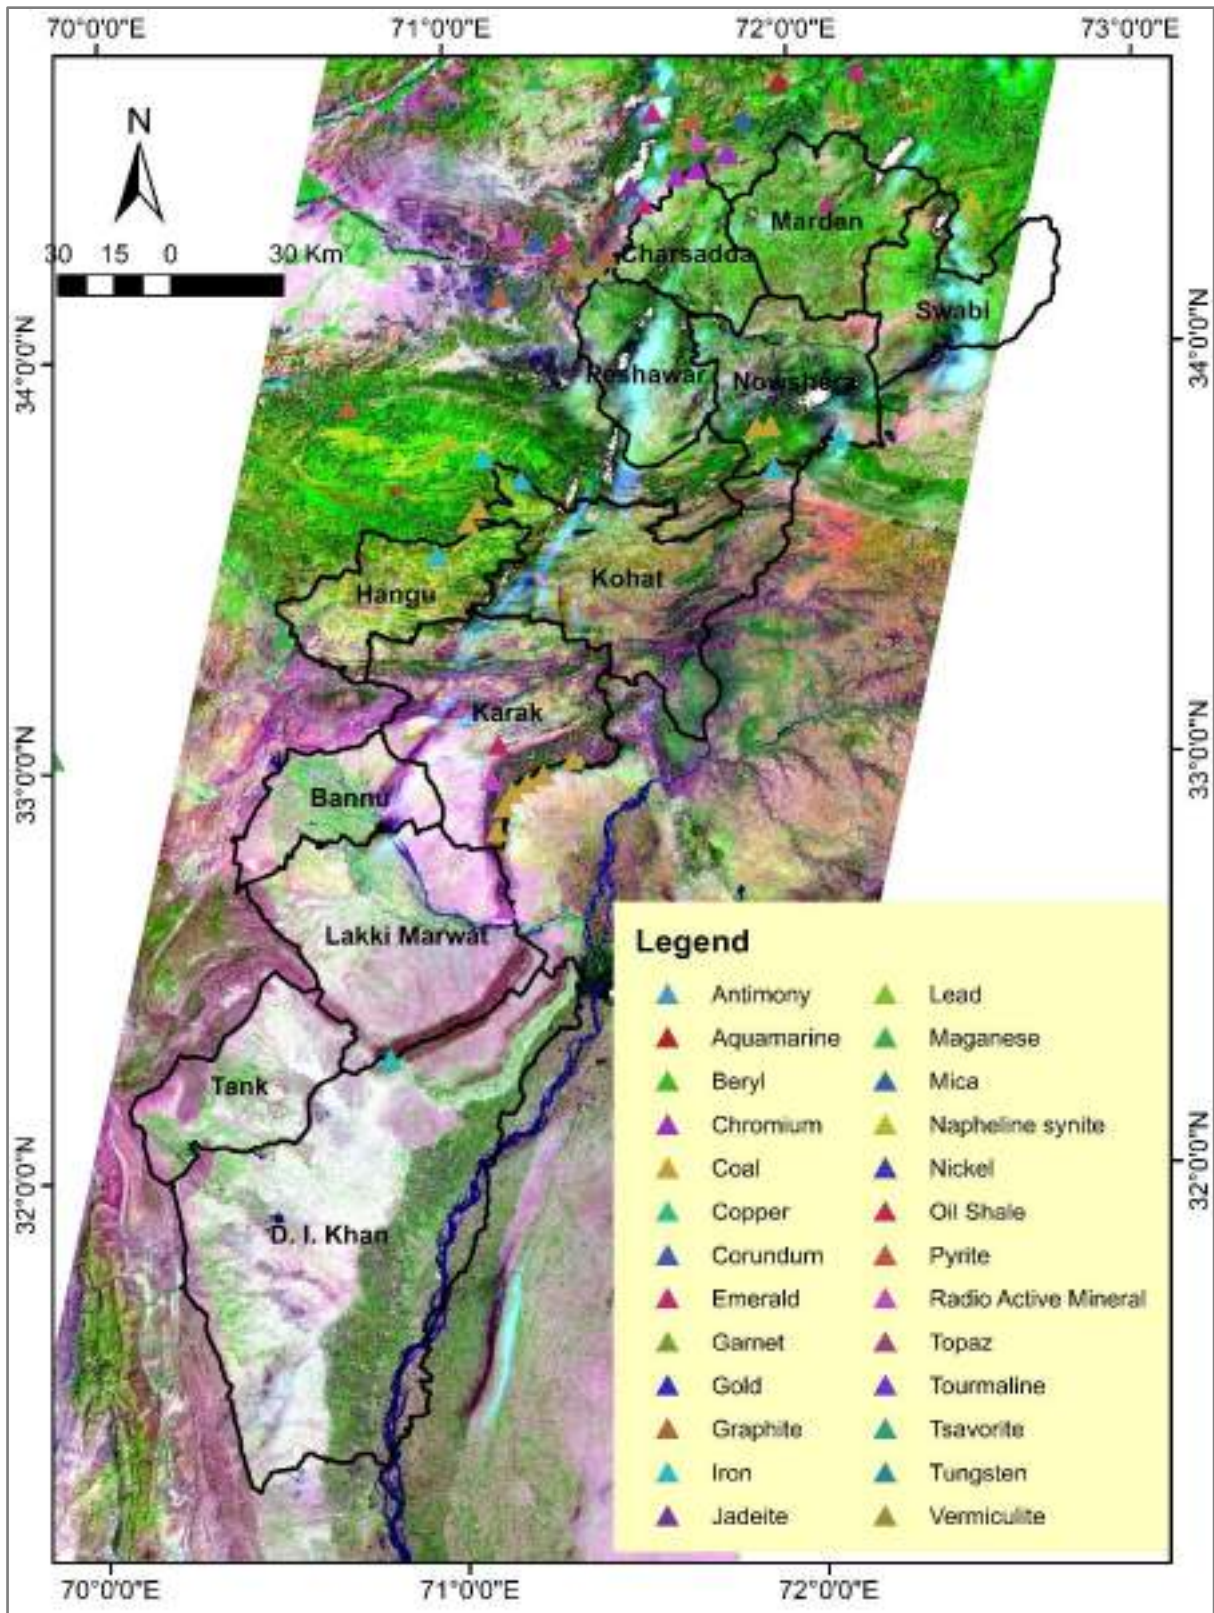 70°0'0"E 71°0'0"E 72°0'0"E 73°0'0"E
N
30 15 0 30 Km
34°0'0"N
34°0'0"N
33°0'0"N
33°0'0"N
32°0'0"N
32°0'0"N
Mardan
Charsadda
Swabi
Peshawar
Nowshera
Kohat
Hangu
Karak
Bannu
Lakki Marwat
Tank
D. I. Khan
Legend
Antimony
Aquamarine
Beryl
Chromium
Coal
Copper
Corundum
Emerald
Garnet
Gold
Graphite
Iron
Jadeite
Lead
Maganese
Mica
Napheline synite
Nickel
Oil Shale
Pyrite
Radio Active Mineral
Topaz
Tourmaline
Tsavorite
Tungsten
Vermiculite
70°0'0"E 71°0'0"E 72°0'0"E